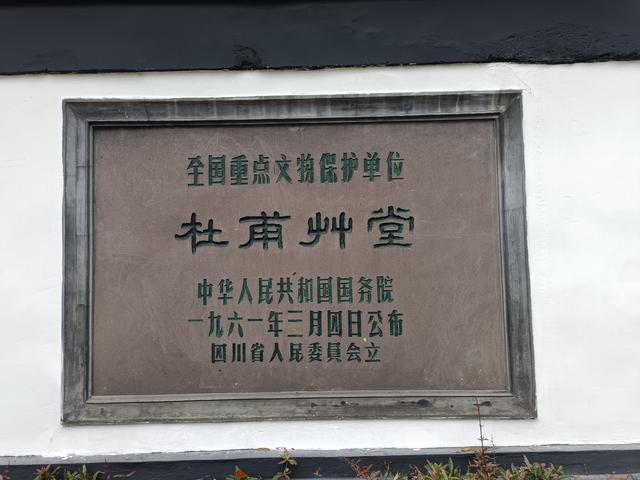 全国重点文物保护单位
杜甫艸堂
中华人民共和国国务院
一九六一年三月四日公布
四川省人民委員会立